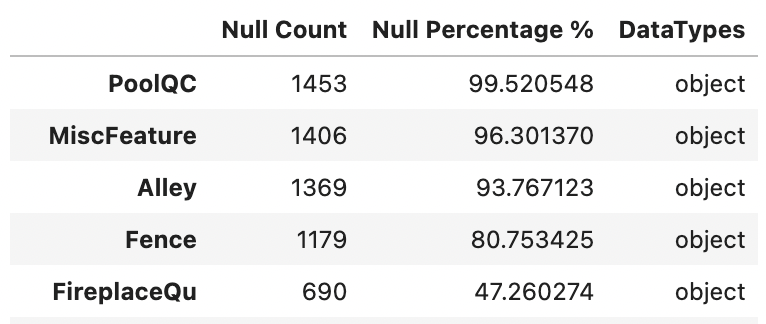 Null Count Null Percentage % DataTypes
PoolQC 1453 99.520548 object
MiscFeature 1406 96.301370 object
Alley 1369 93.767123 object
Fence 1179 80.753425 object
FireplaceQu 690 47.260274 object